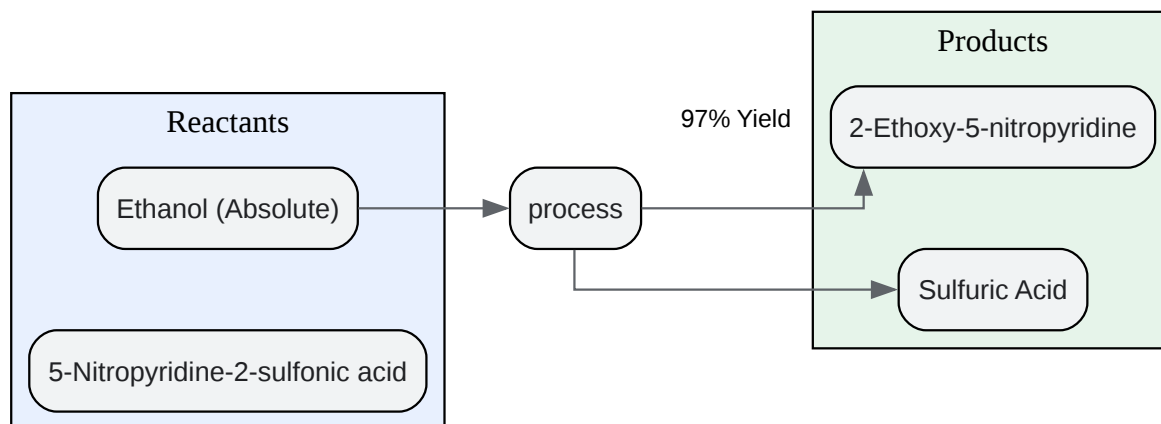 Products
Reactants
97% Yield
2-Ethoxy-5-nitropyridine
Ethanol (Absolute)
process
Sulfuric Acid
5-Nitropyridine-2-sulfonic acid